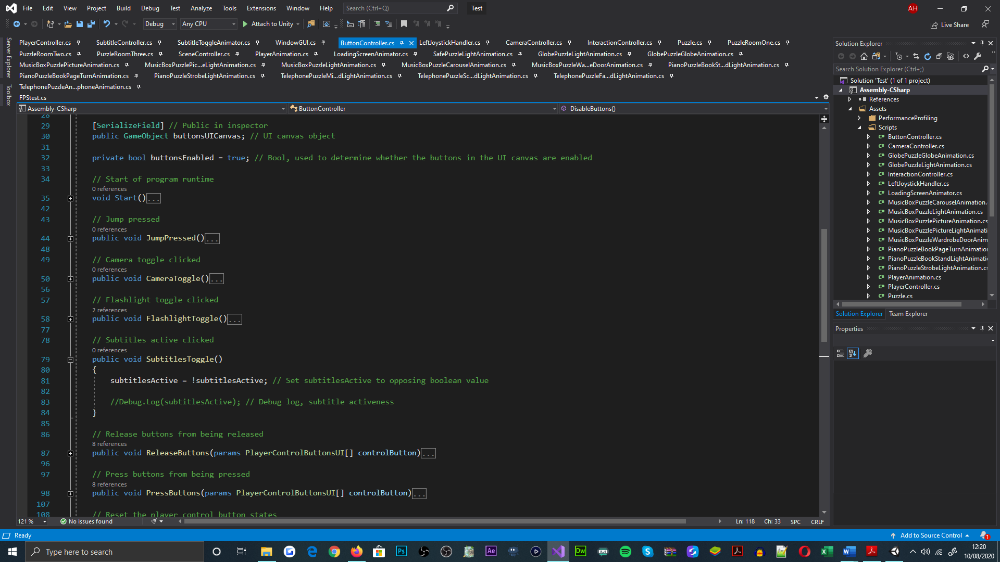 File Edit View Project Build Debug Test Analyze Tools Extensions Window Help Search (Ctrl+Q) Test AH
Debug Any CPU Attach to Unity Live Share
Server Explorer
Toolbox
PlayerController.cs SubtitleController.cs SubtitleToggleAnimator.cs WindowGUI.cs ButtonController.cs LeftJoystickHandler.cs CameraController.cs InteractionController.cs Puzzle.cs PuzzleRoomOne.cs
PuzzleRoomTwo.cs PuzzleRoomThree.cs SceneController.cs PlayerAnimation.cs LoadingScreenAnimator.cs SafePuzzleLightAnimation.cs GlobePuzzleLightAnimation.cs GlobePuzzleGlobeAnimation.cs
MusicBoxPuzzlePictureAnimation.cs MusicBoxPuzzlePic...eLightAnimation.cs MusicBoxPuzzleLightAnimation.cs MusicBoxPuzzleCarouselAnimation.cs MusicBoxPuzzleWa...eDoorAnimation.cs PianoPuzzleBookSt...dLightAnimation.cs
PianoPuzzleBookPageTurnAnimation.cs PianoPuzzleStrobeLightAnimation.cs TelephonePuzzleMi...dLightAnimation.cs TelephonePuzzleSc...dLightAnimation.cs TelephonePuzzleFa...dLightAnimation.cs
TelephonePuzzleAn...phoneAnimation.cs
FPStest.cs
Assembly-CSharp ButtonController DisableButtons()
28
29 [SerializeField] // Public in inspector
30 public GameObject buttonsUICanvas; // UI canvas object
31
32 private bool buttonsEnabled = true; // Bool, used to determine whether the buttons in the UI canvas are enabled
33
34 // Start of program runtime
0 references
35 void Start()...
42
43 // Jump pressed
0 references
44 public void JumpPressed()...
48
49 // Camera toggle clicked
0 references
50 public void CameraToggle()...
56
57 // Flashlight toggle clicked
2 references
58 public void FlashlightToggle()...
77
78 // Subtitles active clicked
0 references
79 public void SubtitlesToggle()
80 {
81 subtitlesActive = !subtitlesActive; // Set subtitlesActive to opposing boolean value
82
83 //Debug.Log(subtitlesActive); // Debug log, subtitle activeness
84 }
85
86 // Release buttons from being released
8 references
87 public void ReleaseButtons(params PlayerControlButtonsUI[] controlButton)...
96
97 // Press buttons from being pressed
8 references
98 public void PressButtons(params PlayerControlButtonsUI[] controlButton)...
107
108 // Reset the player control button states
121 % No issues found Ln: 118 Ch: 33 SPC CRLF
Solution Explorer
Search Solution Explorer (Ctrl+;)
Solution 'Test' (1 of 1 project)
Assembly-CSharp
References
Assets
PerformanceProfiling
Scripts
C# ButtonController.cs
C# CameraController.cs
C# GlobePuzzleGlobeAnimation.cs
C# GlobePuzzleLightAnimation.cs
C# InteractionController.cs
C# LeftJoystickHandler.cs
C# LoadingScreenAnimator.cs
C# MusicBoxPuzzleCarouselAnimation.
C# MusicBoxPuzzleLightAnimation.cs
C# MusicBoxPuzzlePictureAnimation.cs
C# MusicBoxPuzzlePictureLightAnimati
C# MusicBoxPuzzleWardrobeDoorAnim
C# PianoPuzzleBookPageTurnAnimation
C# PianoPuzzleBookStandLightAnimati
C# PianoPuzzleStrobeLightAnimation.cs
C# PlayerAnimation.cs
C# PlayerController.cs
C# Puzzle.cs
Solution Explorer Team Explorer
Properties
Ready Add to Source Control 1
Type here to search Ps Ae Dw 12:20
10/08/2020